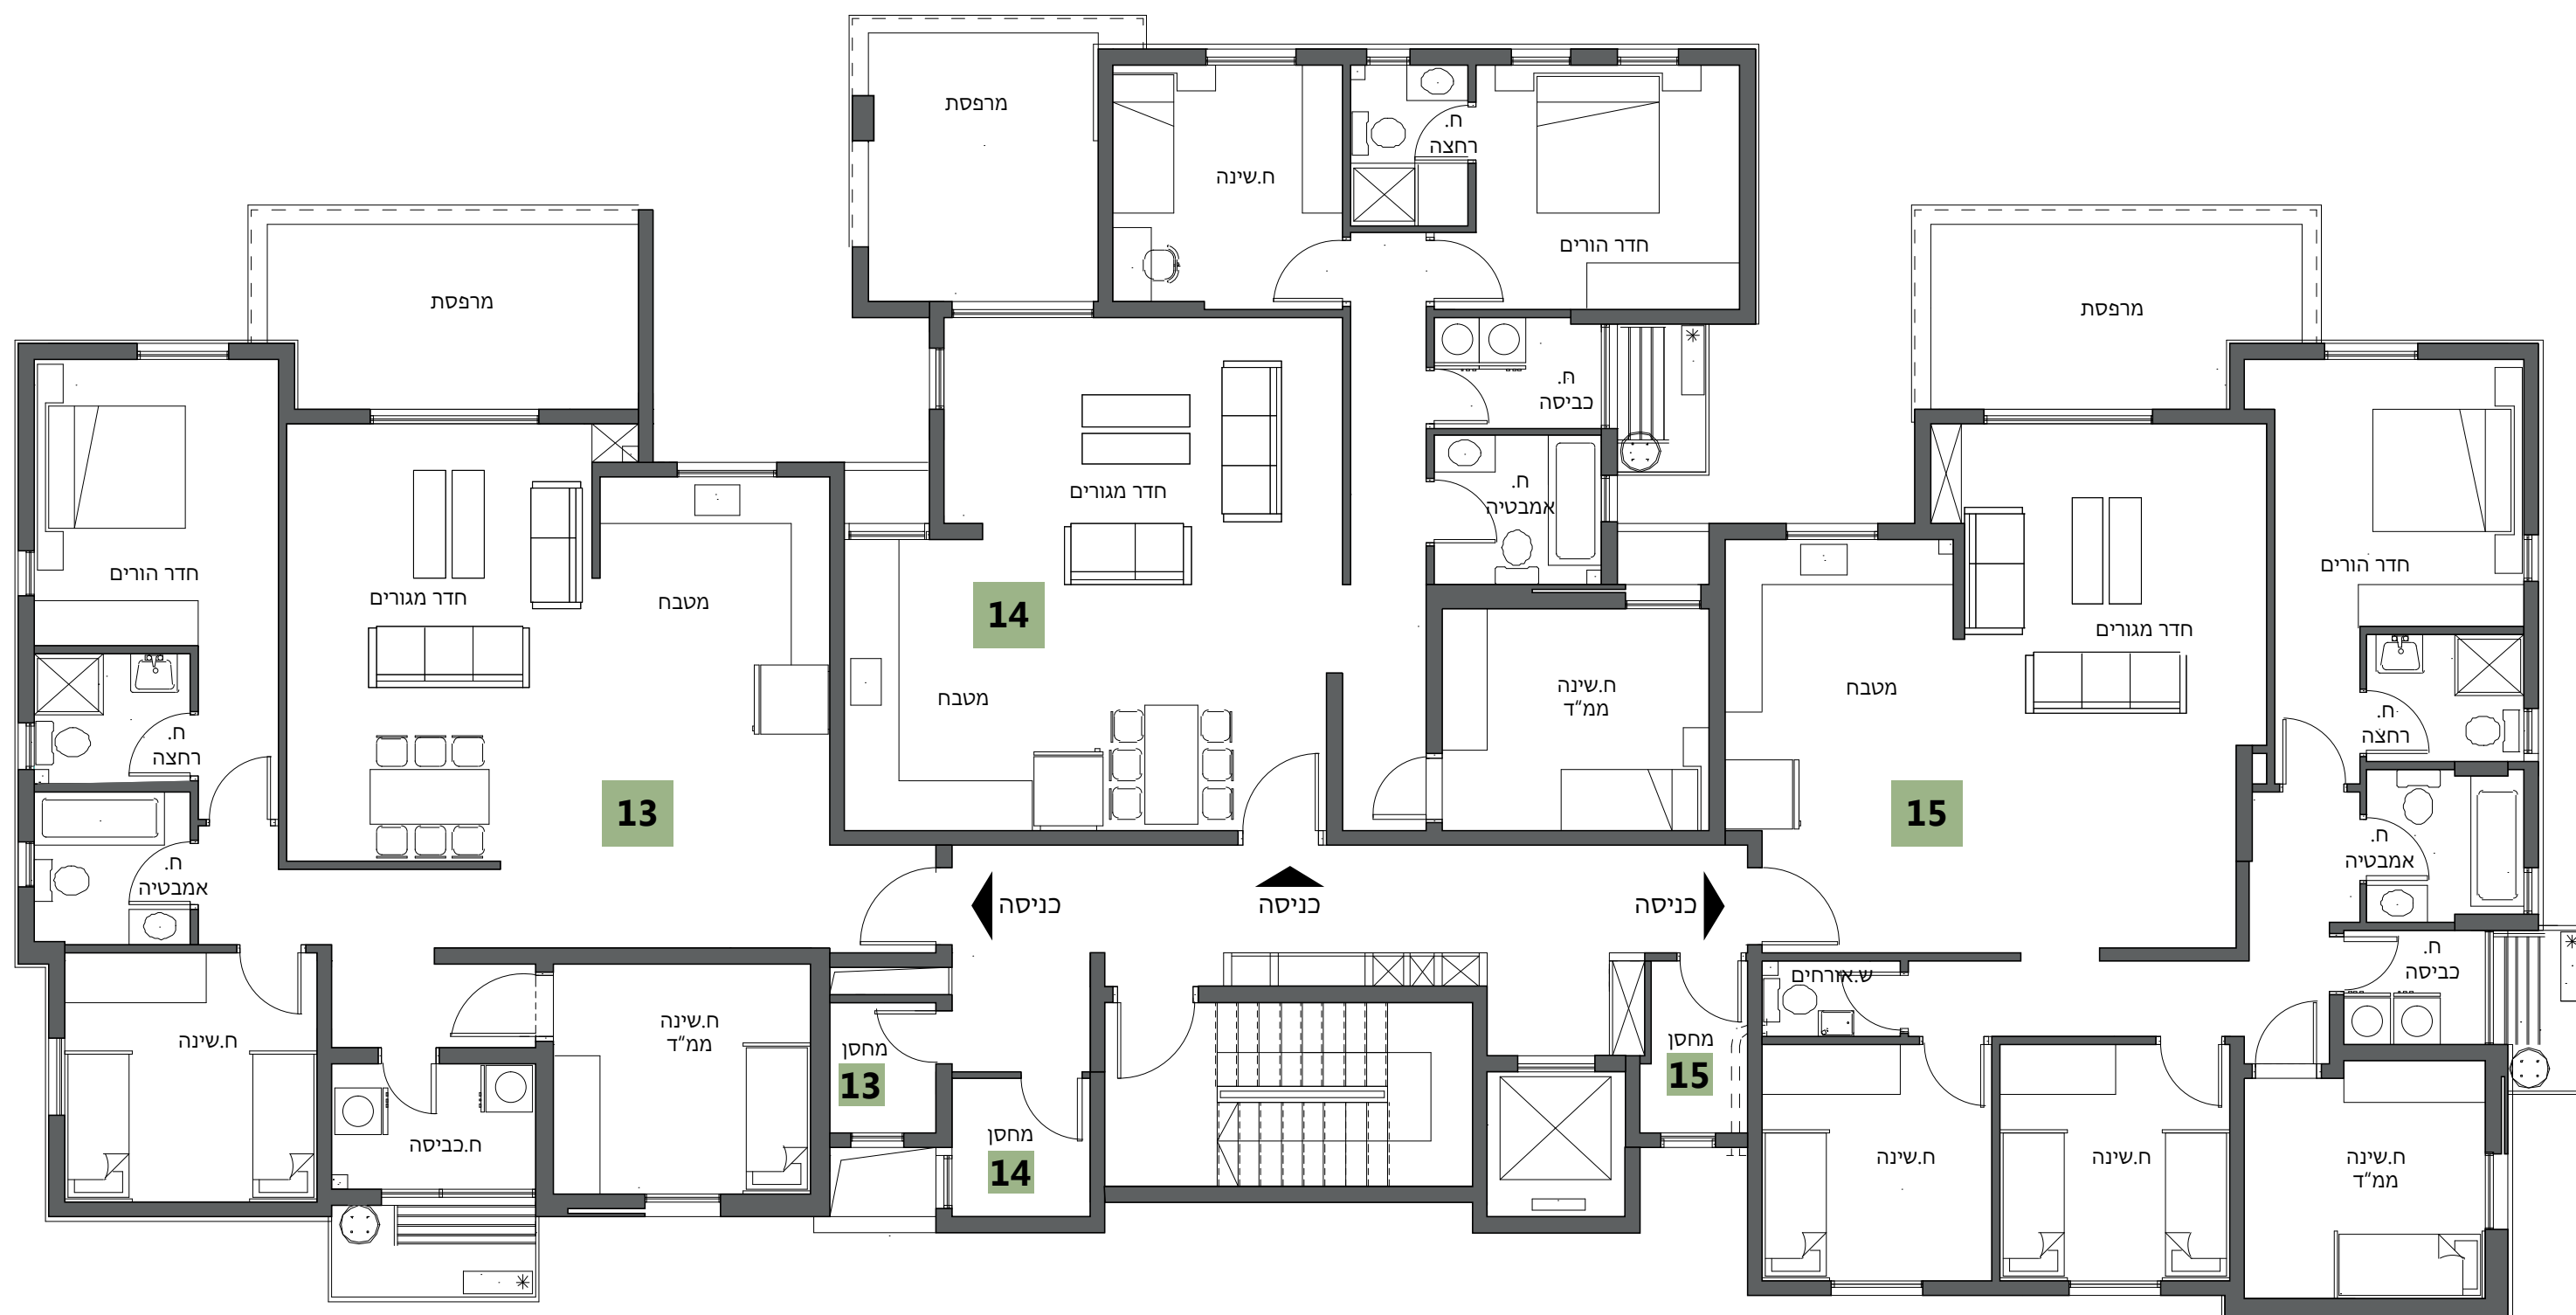 מרפסת
חדר הורים
חדר מגורים
מטבח
ח.
רחצה
ח.
אמבטיה
13
ח.שינה
ח.כביסה
ח.שינה
ממ״ד
מרפסת
ח.שינה
ח.
רחצה
חדר הורים
ח.
כביסה
ח.
אמבטיה
חדר מגורים
14
מטבח
ח.שינה
ממ״ד
כניסה
כניסה
כניסה
מחסן
13
מחסן
14
מחסן
15
מרפסת
חדר הורים
חדר מגורים
מטבח
ח.
רחצה
15
ח.
אמבטיה
ח.
כביסה
ש.אורחים
ח.שינה
ח.שינה
ח.שינה
ממ״ד